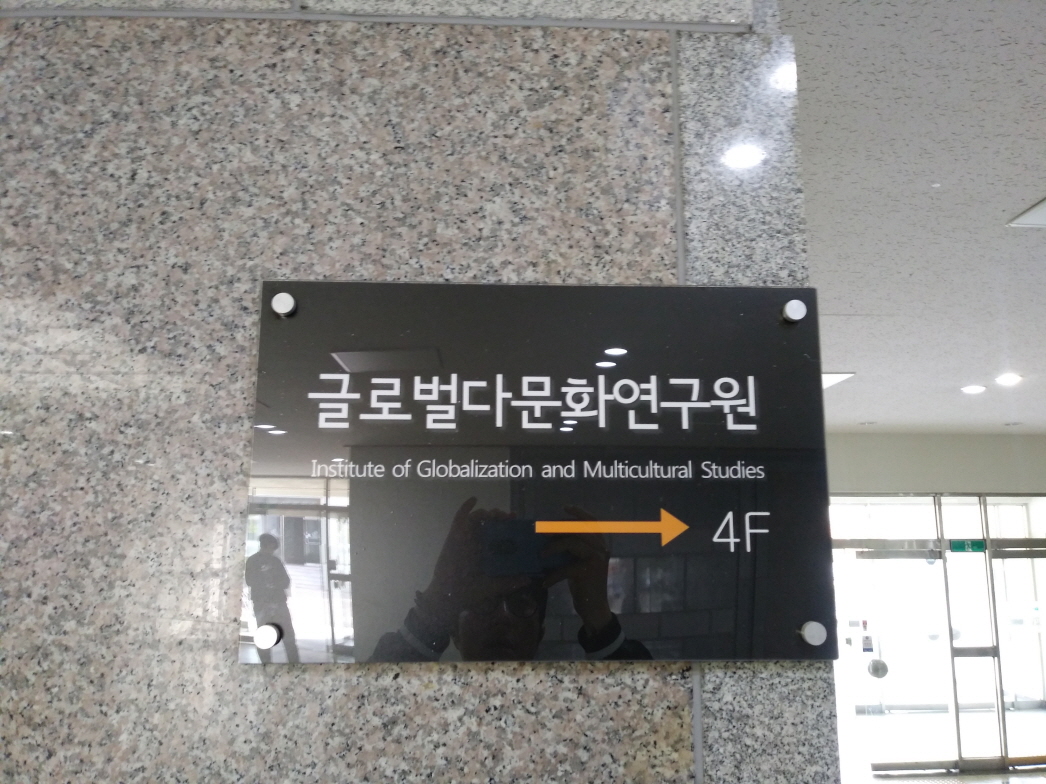 글로벌다문화연구원
Institute of Globalization and Multicultural Studies
4F